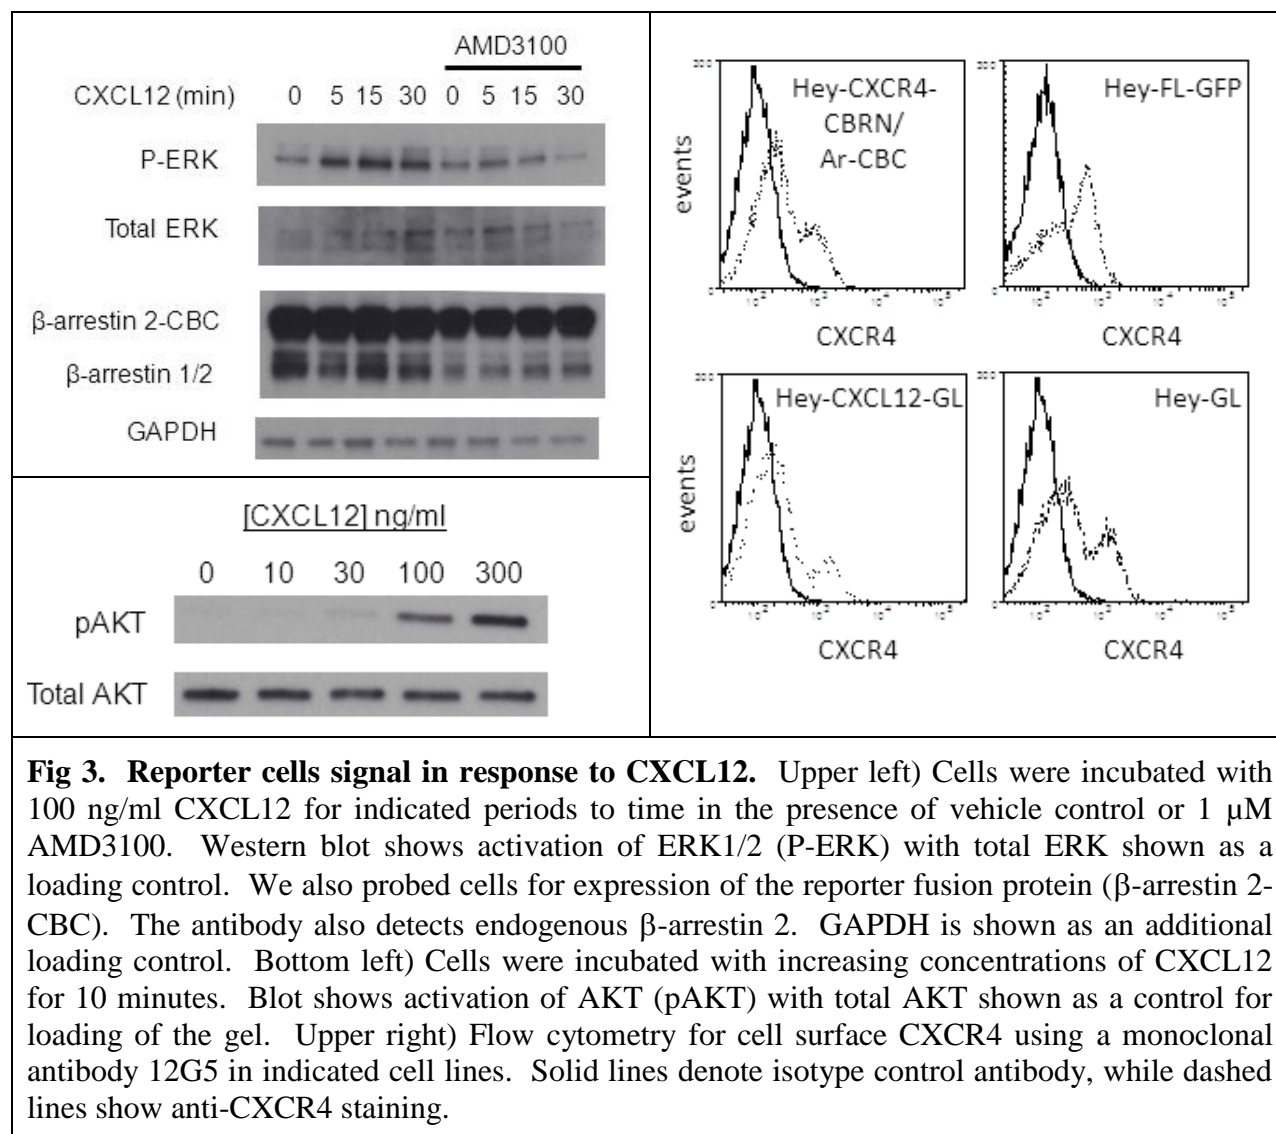 AMD3100
CXCL12 (min) 0 5 15 30 0 5 15 30
P-ERK
Total ERK
β-arrestin 2-CBC
β-arrestin 1/2
GAPDH
[CXCL12] ng/ml
0 10 30 100 300
pAKT
Total AKT
Hey-CXCR4-
CBRN/
Ar-CBC
events
CXCR4
Hey-FL-GFP
CXCR4
Hey-CXCL12-GL
events
CXCR4
Hey-GL
CXCR4
Fig 3. Reporter cells signal in response to CXCL12. Upper left) Cells were incubated with
100 ng/ml CXCL12 for indicated periods to time in the presence of vehicle control or 1 µM
AMD3100. Western blot shows activation of ERK1/2 (P-ERK) with total ERK shown as a
loading control. We also probed cells for expression of the reporter fusion protein (β-arrestin 2-
CBC). The antibody also detects endogenous β-arrestin 2. GAPDH is shown as an additional
loading control. Bottom left) Cells were incubated with increasing concentrations of CXCL12
for 10 minutes. Blot shows activation of AKT (pAKT) with total AKT shown as a control for
loading of the gel. Upper right) Flow cytometry for cell surface CXCR4 using a monoclonal
antibody 12G5 in indicated cell lines. Solid lines denote isotype control antibody, while dashed
lines show anti-CXCR4 staining.